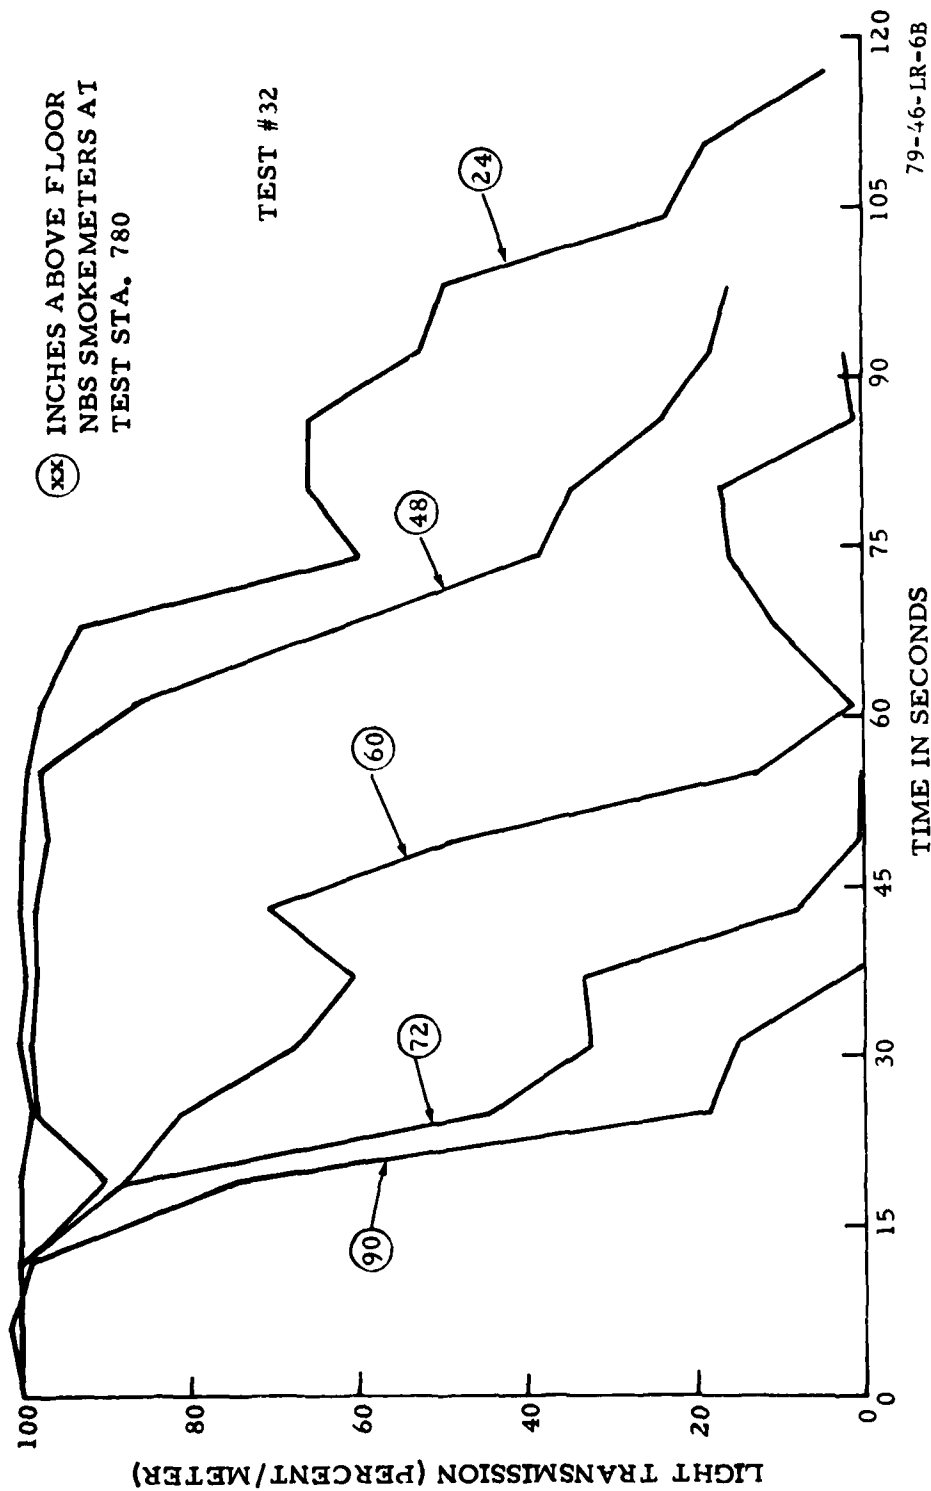 XX INCHES ABOVE FLOOR
NBS SMOKEMETERS AT
TEST STA. 780
TEST #32
24
48
60
72
90
LIGHT TRANSMISSION (PERCENT/METER)
100
80
60
40
20
0
0
15
30
45
60
75
90
105
120
TIME IN SECONDS
79-46-LR-6B